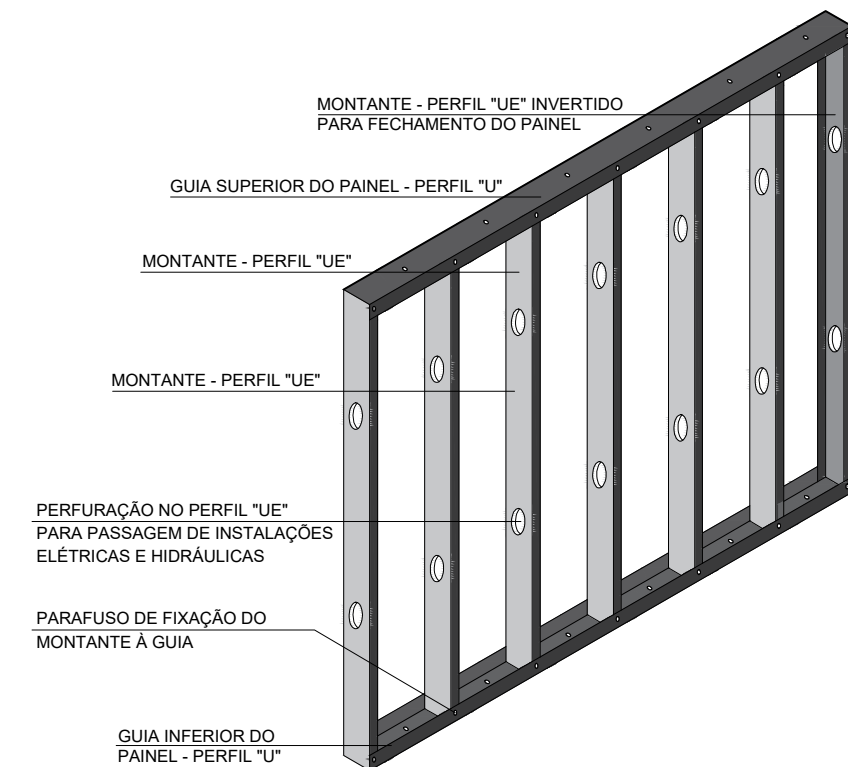 MONTANTE - PERFIL "UE" INVERTIDO
PARA FECHAMENTO DO PAINEL
GUIA SUPERIOR DO PAINEL - PERFIL "U"
MONTANTE - PERFIL "UE"
MONTANTE - PERFIL "UE"
PERFURAÇÃO NO PERFIL "UE"
PARA PASSAGEM DE INSTALAÇÕES
ELÉTRICAS E HIDRÁULICAS
PARAFUSO DE FIXAÇÃO DO
MONTANTE À GUIA
GUIA INFERIOR DO
PAINEL - PERFIL "U"